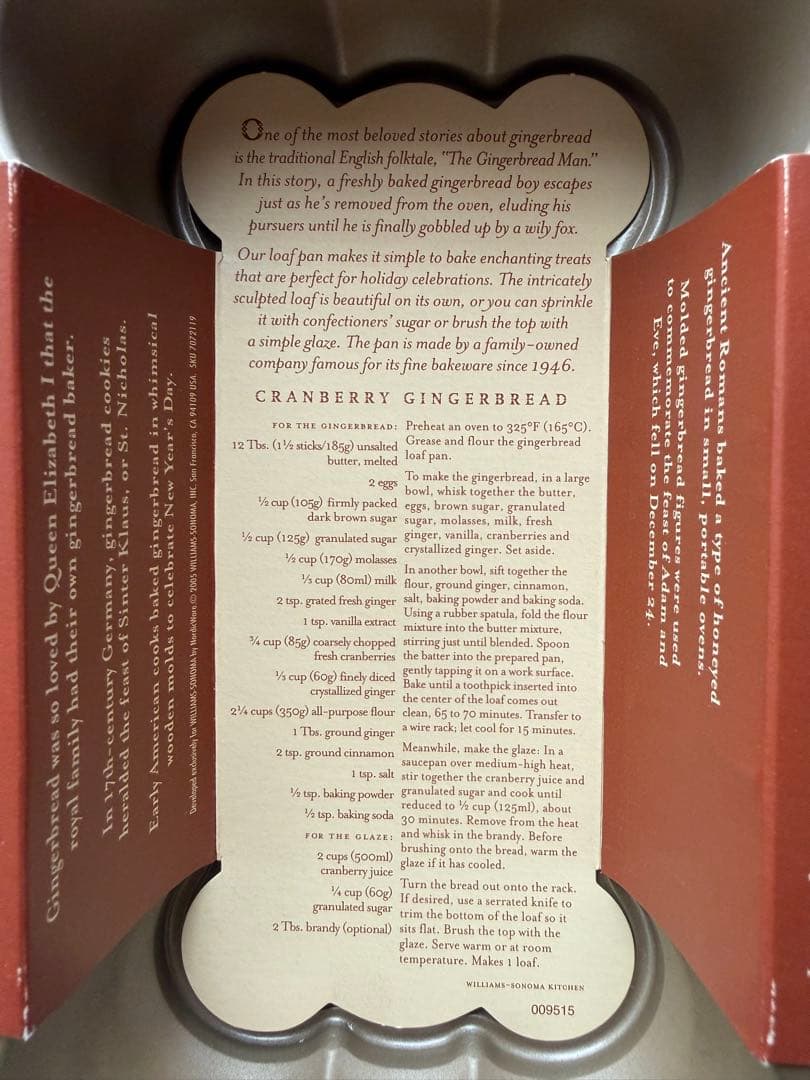 One of the most beloved stories about gingerbread
is the traditional English folktale, "The Gingerbread Man."
In this story, a freshly baked gingerbread boy escapes
just as he's removed from the oven, eluding his
pursuers until he is finally gobbled up by a wily fox.
Our loaf pan makes it simple to bake enchanting treats
that are perfect for holiday celebrations. The intricately
sculpted loaf is beautiful on its own, or you can sprinkle
it with confectioners' sugar or brush the top with
a simple glaze. The pan is made by a family-owned
company famous for its fine bakeware since 1946.
CRANBERRY GINGERBREAD
FOR THE GINGERBREAD:
12 Tbs. (1½ sticks/185g) unsalted
butter, melted
2 eggs
½ cup (105g) firmly packed
dark brown sugar
½ cup (125g) granulated sugar
½ cup (170g) molasses
⅓ cup (80ml) milk
2 tsp. grated fresh ginger
1 tsp. vanilla extract
¾ cup (85g) coarsely chopped
fresh cranberries
⅓ cup (60g) finely diced
crystallized ginger
2¼ cups (350g) all-purpose flour
1 Tbs. ground ginger
2 tsp. ground cinnamon
1 tsp. salt
½ tsp. baking powder
½ tsp. baking soda
FOR THE GLAZE:
2 cups (500ml)
cranberry juice
¼ cup (60g)
granulated sugar
2 Tbs. brandy (optional)
Preheat an oven to 325°F (165°C).
Grease and flour the gingerbread
loaf pan.
To make the gingerbread, in a large
bowl, whisk together the butter,
eggs, brown sugar, granulated
sugar, molasses, milk, fresh
ginger, vanilla, cranberries and
crystallized ginger. Set aside.
In another bowl, sift together the
flour, ground ginger, cinnamon,
salt, baking powder and baking soda.
Using a rubber spatula, fold the flour
mixture into the butter mixture,
stirring just until blended. Spoon
the batter into the prepared pan,
gently tapping it on a work surface.
Bake until a toothpick inserted into
the center of the loaf comes out
clean, 65 to 70 minutes. Transfer to
a wire rack; let cool for 15 minutes.
Meanwhile, make the glaze: In a
saucepan over medium-high heat,
stir together the cranberry juice and
granulated sugar and cook until
reduced to ½ cup (125ml), about
30 minutes. Remove from the heat
and whisk in the brandy. Before
brushing onto the bread, warm the
glaze if it has cooled.
Turn the bread out onto the rack.
If desired, use a serrated knife to
trim the bottom of the loaf so it
sits flat. Brush the top with the
glaze. Serve warm or at room
temperature. Makes 1 loaf.
WILLIAMS-SONOMA KITCHEN
009515
Gingerbread was so loved by Queen Elizabeth I that the
royal family had their own gingerbread baker.
In 17th-century Germany, gingerbread cookies
heralded the feast of Sinter Klaus, or St. Nicholas.
Early American cooks baked gingerbread in whimsical
wooden molds to celebrate New Year's Day.
Developed exclusively for WILLIAMS-SONOMA by NordicWare © 2005 WILLIAMS-SONOMA, INC. San Francisco, CA 94109 USA. SKU 7072119
Ancient Romans baked a type of honeyed
gingerbread in small, portable ovens.
Molded gingerbread figures were used
to commemorate the feast of Adam and
Eve, which fell on December 24.